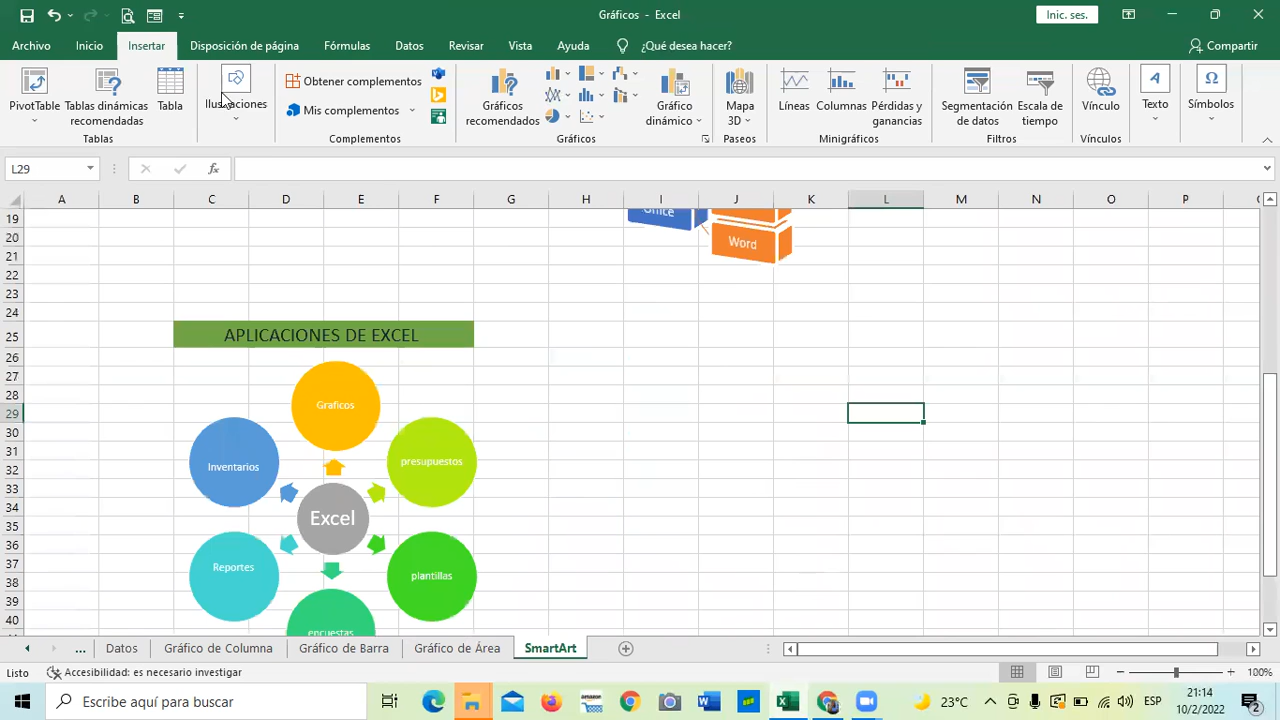 Gráficos - Excel
Inic. ses.
Archivo Inicio Insertar Disposición de página Fórmulas Datos Revisar Vista Ayuda ¿Qué desea hacer? Compartir
PivotTable
Tablas dinámicas recomendadas
Tabla
Ilustraciones
Obtener complementos
Mis complementos
Gráficos recomendados
Gráfico dinámico
Mapa 3D
Líneas
Columnas
Pérdidas y ganancias
Segmentación de datos
Escala de tiempo
Vínculo
Texto
Símbolos
Tablas Complementos Gráficos Paseos Minigráficos Filtros Vínculos
L29
fx
A B C D E F G H I J K L M N O P
19
20
21
22
23
24
25
26
27
28
29
30
31
32
33
34
35
36
37
38
39
40
Office
Word
APLICACIONES DE EXCEL
Graficos
Inventarios
presupuestos
Excel
Reportes
plantillas
encuestas
... Datos Gráfico de Columna Gráfico de Barra Gráfico de Área SmartArt
Listo Accesibilidad: es necesario investigar 100%
Escribe aquí para buscar
amazon
23°C
ESP
21:14
10/2/2022
2